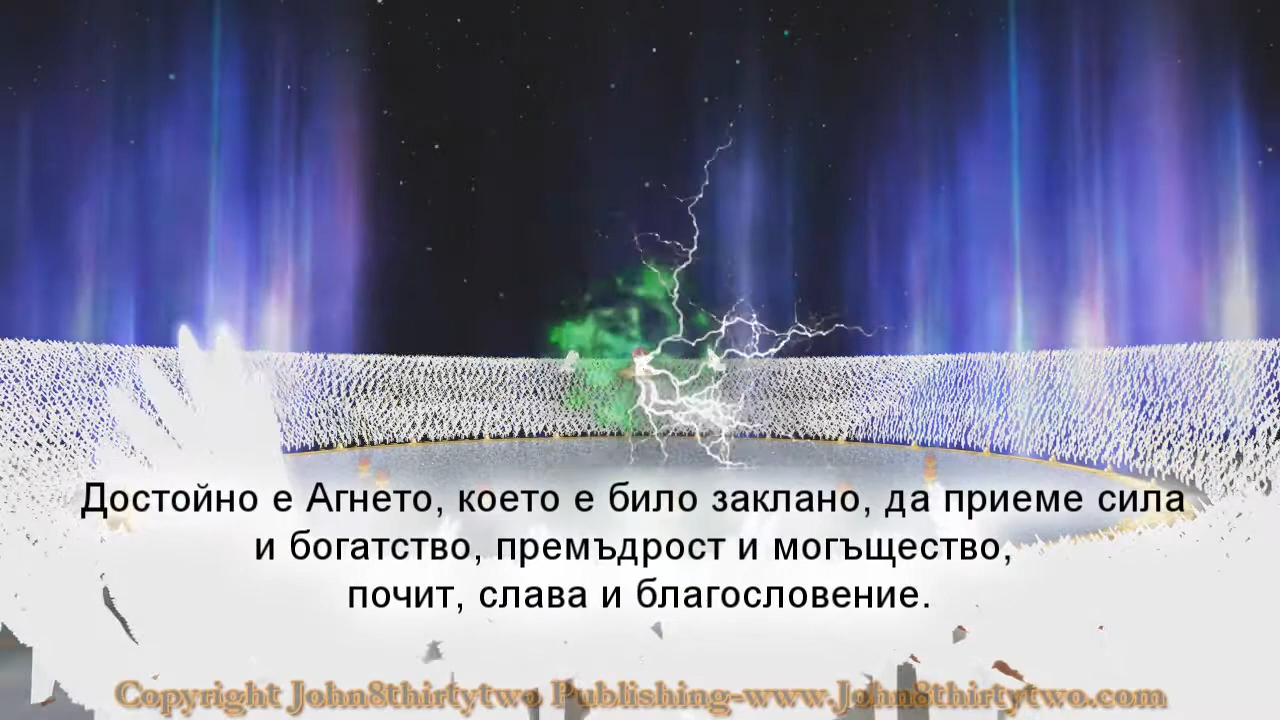 Достойно е Агнето, което е било заклано, да приеме сила
и богатство, премъдрост и могъщество,
почит, слава и благословение.
Copyright John8thirtytwo Publishing-www.John8thirtytwo.com